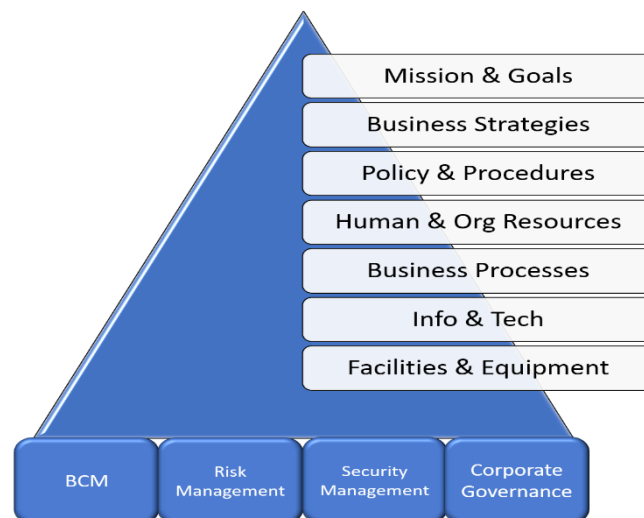 Mission & Goals
Business Strategies
Policy & Procedures
Human & Org Resources
Business Processes
Info & Tech
Facilities & Equipment
BCM
Risk
Management
Security
Management
Corporate
Governance